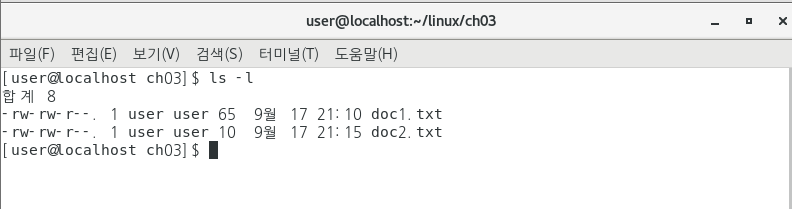 user@localhost:~/linux/ch03
파일(F) 편집(E) 보기(V) 검색(S) 터미널(T) 도움말(H)
[user@localhost ch03]$ ls -l
합계 8
-rw-rw-r--. 1 user user 65  9월  17 21:10 doc1.txt
-rw-rw-r--. 1 user user 10  9월  17 21:15 doc2.txt
[user@localhost ch03]$